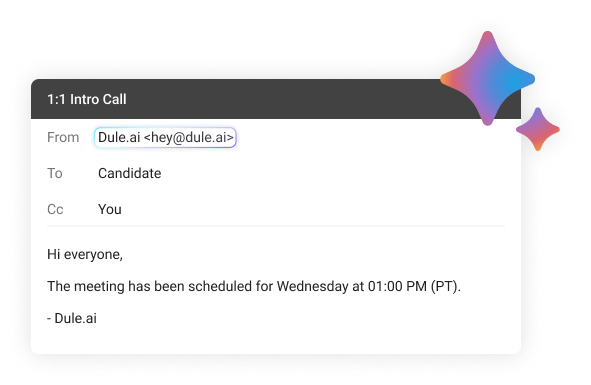 1:1 Intro Call
From Dule.ai <hey@dule.ai>
To Candidate
Cc You
Hi everyone,
The meeting has been scheduled for Wednesday at 01:00 PM (PT).
- Dule.ai